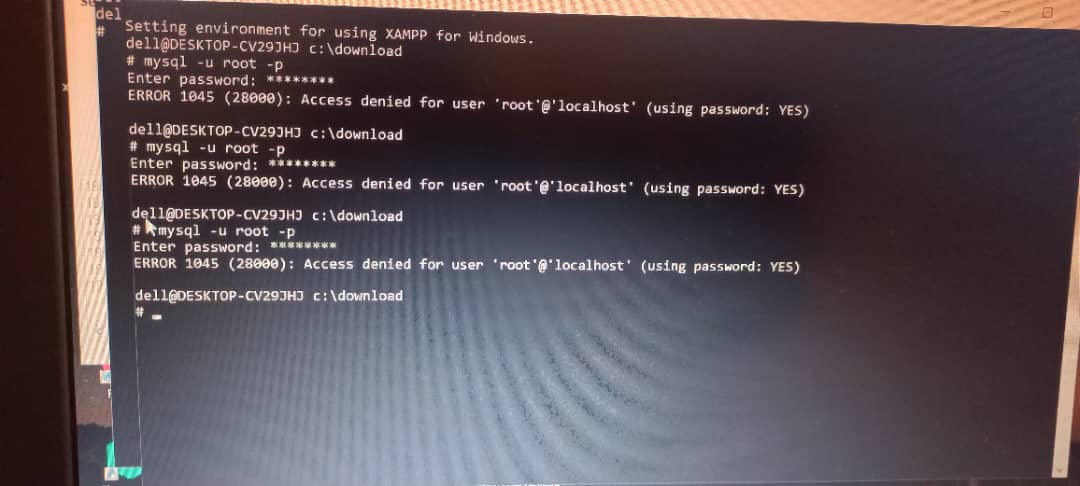 del
#
Setting environment for using XAMPP for Windows.
dell@DESKTOP-CV29JHJ c:\download
# mysql -u root -p
Enter password: ********
ERROR 1045 (28000): Access denied for user 'root'@'localhost' (using password: YES)
dell@DESKTOP-CV29JHJ c:\download
# mysql -u root -p
Enter password: ********
ERROR 1045 (28000): Access denied for user 'root'@'localhost' (using password: YES)
dell@DESKTOP-CV29JHJ c:\download
# mysql -u root -p
Enter password: ********
ERROR 1045 (28000): Access denied for user 'root'@'localhost' (using password: YES)
dell@DESKTOP-CV29JHJ c:\download
# _